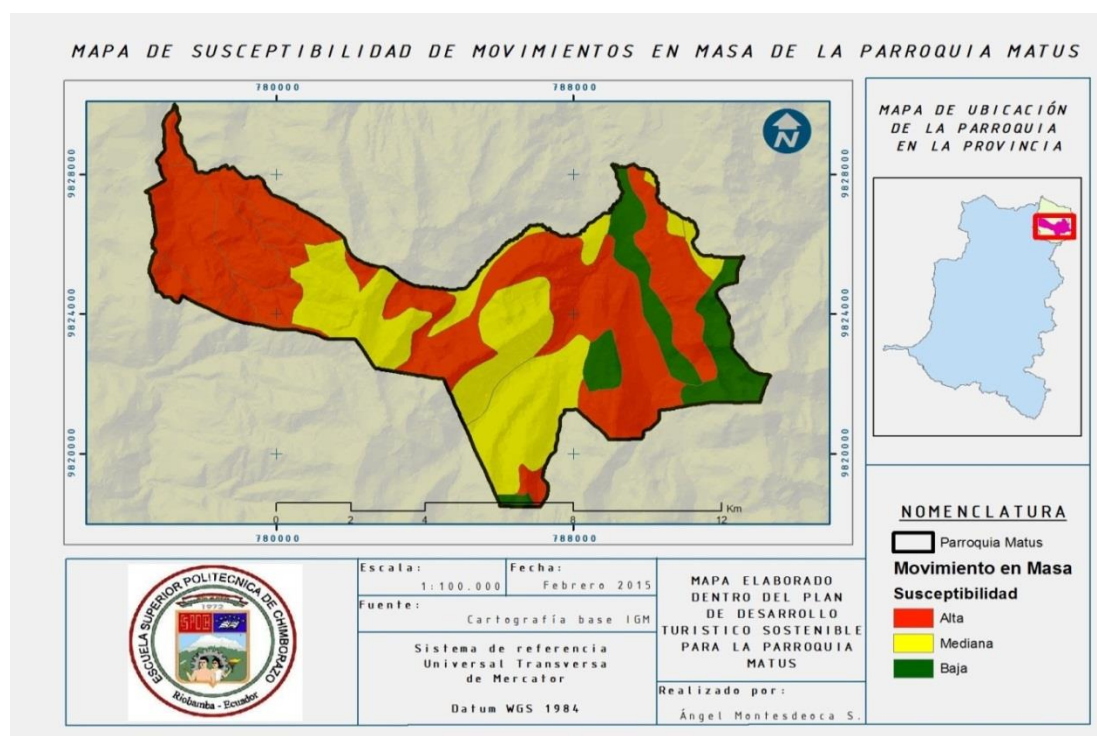 MAPA DE SUSCEPTIBILIDAD DE MOVIMIENTOS EN MASA DE LA PARROQUIA MATUS
780000
788000
9828000
9828000
9824000
9824000
9820000
9820000
N
0
2
4
8
12
Km
780000
788000
MAPA DE UBICACIÓN
DE LA PARROQUIA
EN LA PROVINCIA
NOMENCLATURA
Parroquia Matus
Movimiento en Masa
Susceptibilidad
Alta
Mediana
Baja
ESCUELA SUPERIOR POLITECNICA DE CHIMBORAZO
1972
Riobamba - Ecuador
Escala:
1:100.000
Fecha:
Febrero 2015
Fuente:
Cartografía base IGM
Sistema de referencia
Universal Transversa
de Mercator
Datum WGS 1984
MAPA ELABORADO
DENTRO DEL PLAN
DE DESARROLLO
TURISTICO SOSTENIBLE
PARA LA PARROQUIA
MATUS
Realizado por:
Ángel Montesdeoca S.